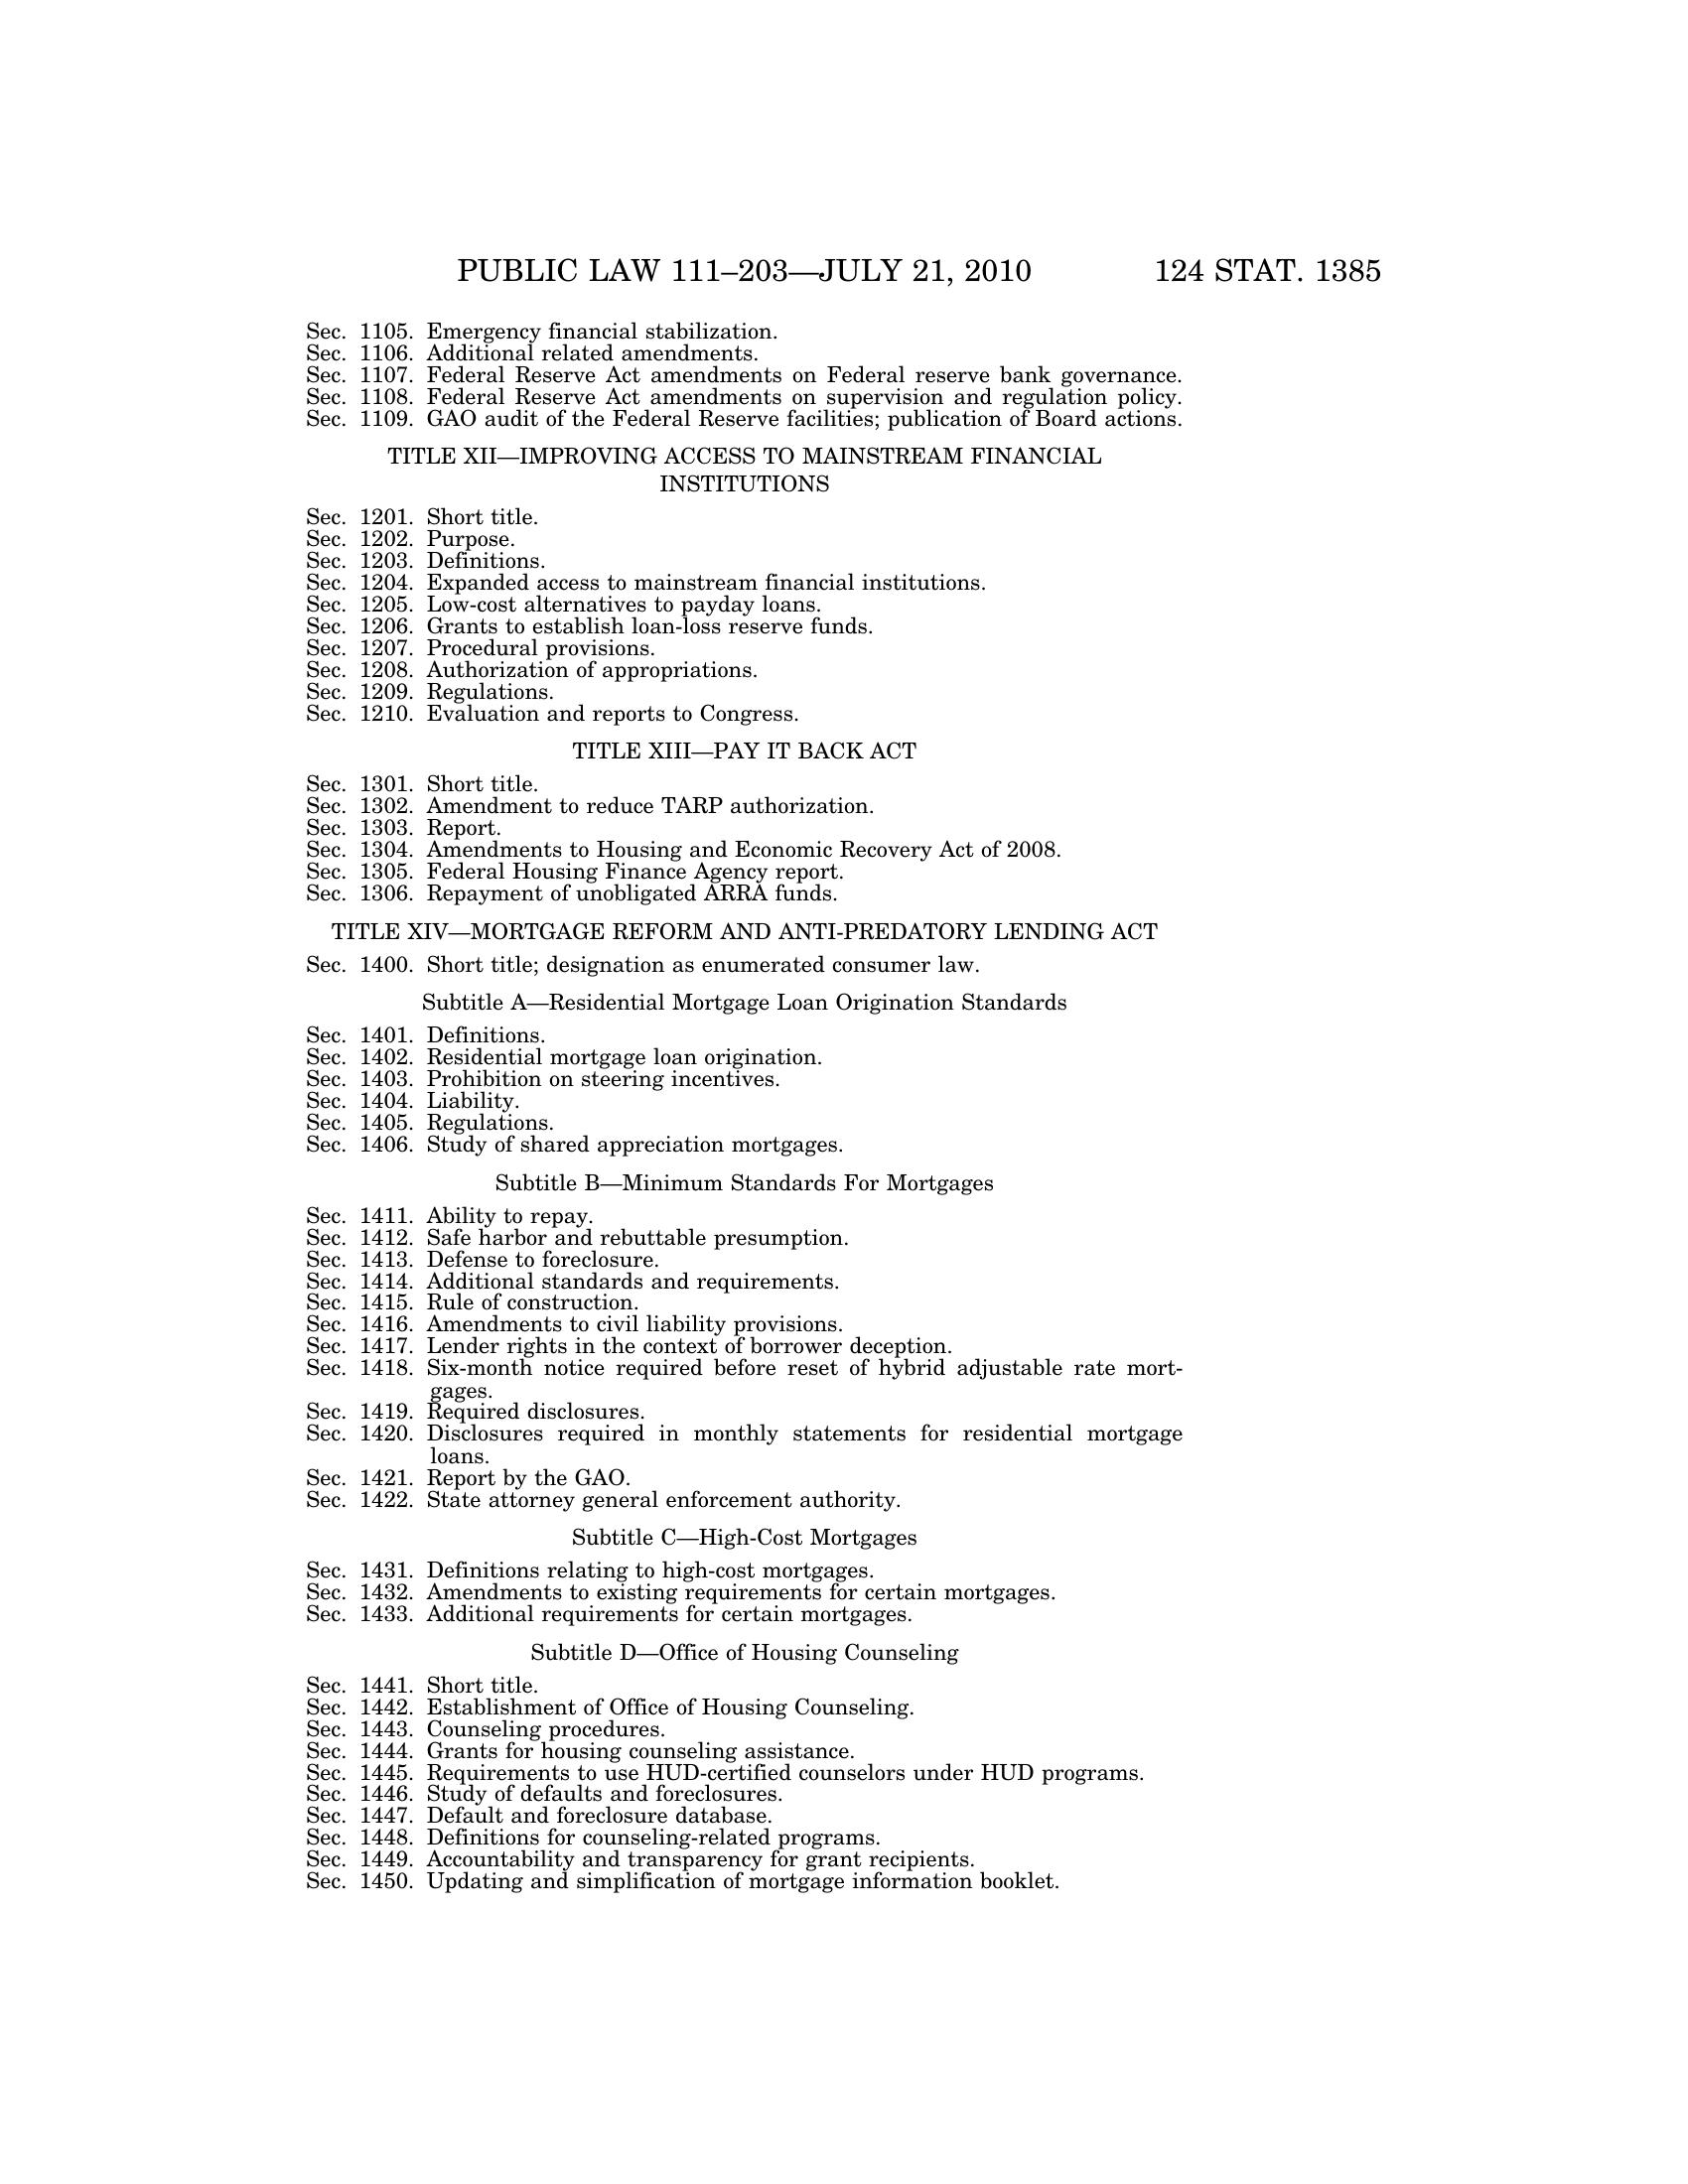 PUBLIC LAW 111–203—JULY 21, 2010 124 STAT. 1385
Sec. 1105. Emergency financial stabilization.
Sec. 1106. Additional related amendments.
Sec. 1107. Federal Reserve Act amendments on Federal reserve bank governance.
Sec. 1108. Federal Reserve Act amendments on supervision and regulation policy.
Sec. 1109. GAO audit of the Federal Reserve facilities; publication of Board actions.
TITLE XII—IMPROVING ACCESS TO MAINSTREAM FINANCIAL
INSTITUTIONS
Sec. 1201. Short title.
Sec. 1202. Purpose.
Sec. 1203. Definitions.
Sec. 1204. Expanded access to mainstream financial institutions.
Sec. 1205. Low-cost alternatives to payday loans.
Sec. 1206. Grants to establish loan-loss reserve funds.
Sec. 1207. Procedural provisions.
Sec. 1208. Authorization of appropriations.
Sec. 1209. Regulations.
Sec. 1210. Evaluation and reports to Congress.
TITLE XIII—PAY IT BACK ACT
Sec. 1301. Short title.
Sec. 1302. Amendment to reduce TARP authorization.
Sec. 1303. Report.
Sec. 1304. Amendments to Housing and Economic Recovery Act of 2008.
Sec. 1305. Federal Housing Finance Agency report.
Sec. 1306. Repayment of unobligated ARRA funds.
TITLE XIV—MORTGAGE REFORM AND ANTI-PREDATORY LENDING ACT
Sec. 1400. Short title; designation as enumerated consumer law.
Subtitle A—Residential Mortgage Loan Origination Standards
Sec. 1401. Definitions.
Sec. 1402. Residential mortgage loan origination.
Sec. 1403. Prohibition on steering incentives.
Sec. 1404. Liability.
Sec. 1405. Regulations.
Sec. 1406. Study of shared appreciation mortgages.
Subtitle B—Minimum Standards For Mortgages
Sec. 1411. Ability to repay.
Sec. 1412. Safe harbor and rebuttable presumption.
Sec. 1413. Defense to foreclosure.
Sec. 1414. Additional standards and requirements.
Sec. 1415. Rule of construction.
Sec. 1416. Amendments to civil liability provisions.
Sec. 1417. Lender rights in the context of borrower deception.
Sec. 1418. Six-month notice required before reset of hybrid adjustable rate mort-
gages.
Sec. 1419. Required disclosures.
Sec. 1420. Disclosures required in monthly statements for residential mortgage
loans.
Sec. 1421. Report by the GAO.
Sec. 1422. State attorney general enforcement authority.
Subtitle C—High-Cost Mortgages
Sec. 1431. Definitions relating to high-cost mortgages.
Sec. 1432. Amendments to existing requirements for certain mortgages.
Sec. 1433. Additional requirements for certain mortgages.
Subtitle D—Office of Housing Counseling
Sec. 1441. Short title.
Sec. 1442. Establishment of Office of Housing Counseling.
Sec. 1443. Counseling procedures.
Sec. 1444. Grants for housing counseling assistance.
Sec. 1445. Requirements to use HUD-certified counselors under HUD programs.
Sec. 1446. Study of defaults and foreclosures.
Sec. 1447. Default and foreclosure database.
Sec. 1448. Definitions for counseling-related programs.
Sec. 1449. Accountability and transparency for grant recipients.
Sec. 1450. Updating and simplification of mortgage information booklet.